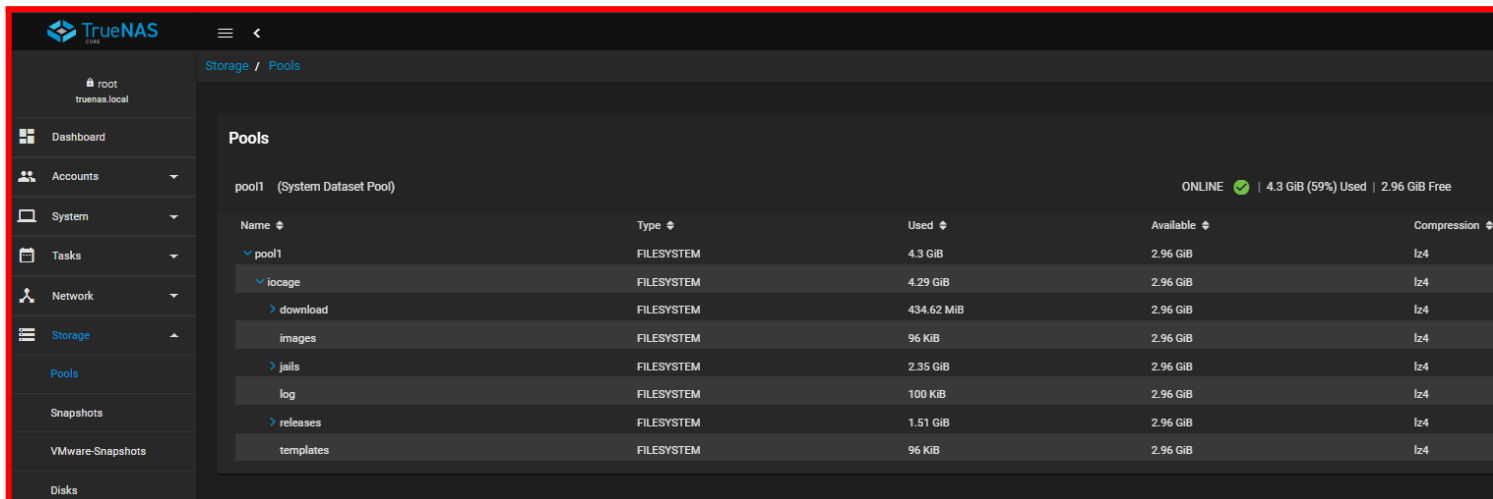 TrueNAS
CORE
Storage / Pools
root
truenas.local
Dashboard
Accounts
System
Tasks
Network
Storage
Pools
Snapshots
VMware-Snapshots
Disks
Pools
pool1 (System Dataset Pool) ONLINE | 4.3 GiB (59%) Used | 2.96 GiB Free
Name Type Used Available Compression
pool1 FILESYSTEM 4.3 GiB 2.96 GiB lz4
iocage FILESYSTEM 4.29 GiB 2.96 GiB lz4
download FILESYSTEM 434.62 MiB 2.96 GiB lz4
images FILESYSTEM 96 KiB 2.96 GiB lz4
jails FILESYSTEM 2.35 GiB 2.96 GiB lz4
log FILESYSTEM 100 KiB 2.96 GiB lz4
releases FILESYSTEM 1.51 GiB 2.96 GiB lz4
templates FILESYSTEM 96 KiB 2.96 GiB lz4